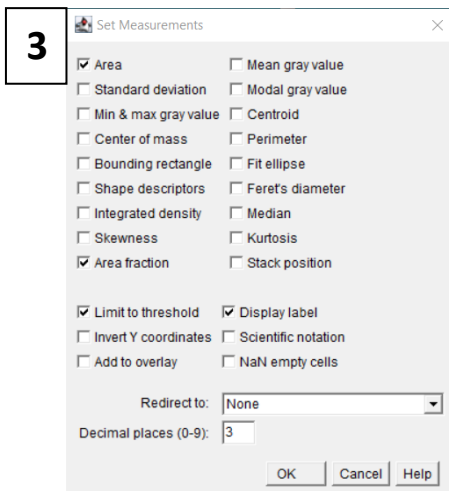 3
Set Measurements
Area Mean gray value
Standard deviation Modal gray value
Min & max gray value Centroid
Center of mass Perimeter
Bounding rectangle Fit ellipse
Shape descriptors Feret's diameter
Integrated density Median
Skewness Kurtosis
Area fraction Stack position
Limit to threshold Display label
Invert Y coordinates Scientific notation
Add to overlay NaN empty cells
Redirect to: None
Decimal places (0-9): 3
OK Cancel Help